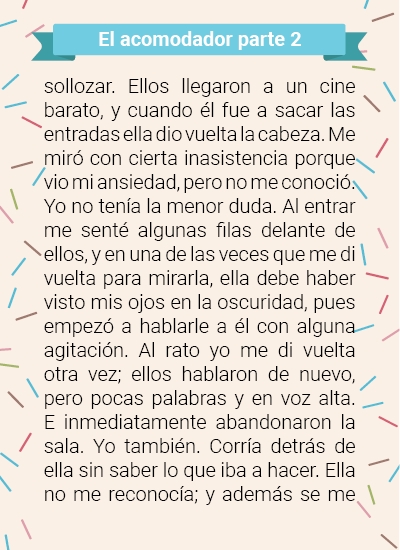 El acomodador parte 2
sollozar. Ellos llegaron a un cine
barato, y cuando él fue a sacar las
entradas ella dio vuelta la cabeza. Me
miró con cierta inasistencia porque
vio mi ansiedad, pero no me conoció.
Yo no tenía la menor duda. Al entrar
me senté algunas filas delante de
ellos, y en una de las veces que me di
vuelta para mirarla, ella debe haber
visto mis ojos en la oscuridad, pues
empezó a hablarle a él con alguna
agitación. Al rato yo me di vuelta
otra vez; ellos hablaron de nuevo,
pero pocas palabras y en voz alta.
E inmediatamente abandonaron la
sala. Yo también. Corría detrás de
ella sin saber lo que iba a hacer. Ella
no me reconocía; y además se me